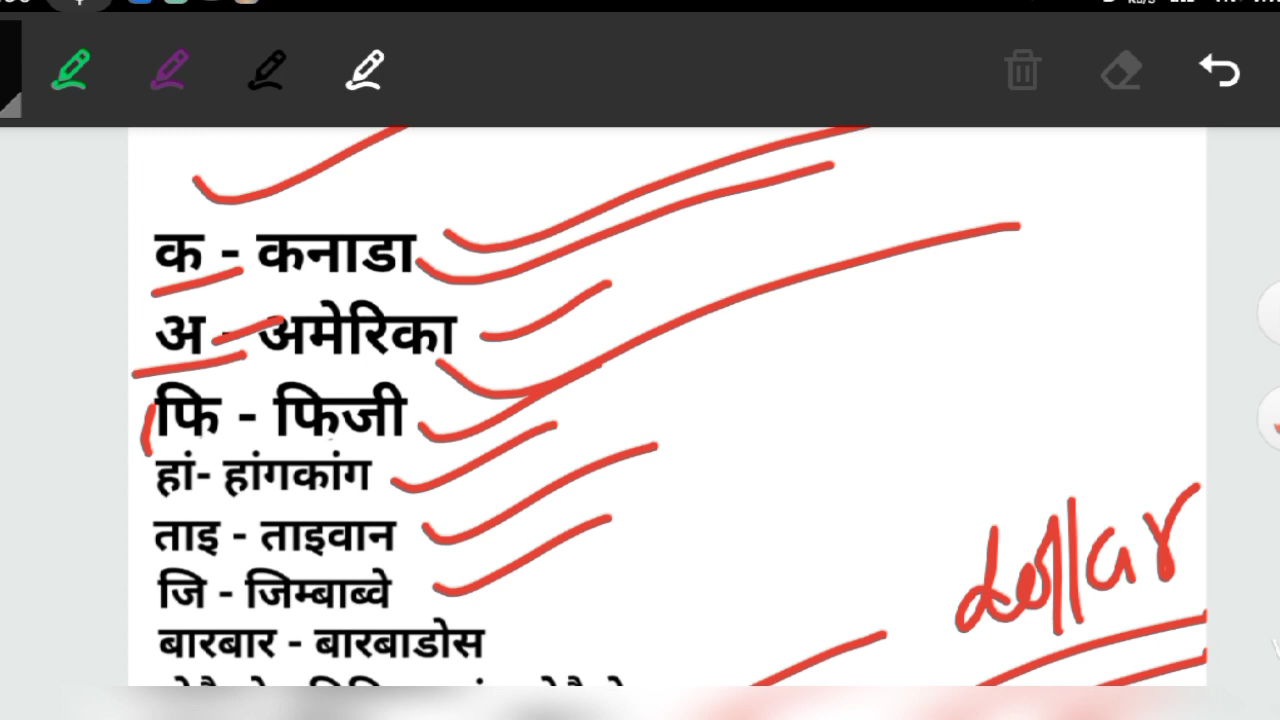 क - कनाडा
अ - अमेरिका
फि - फिजी
हां- हांगकांग
ताइ - ताइवान
जि - जिम्बाब्वे
बारबार - बारबाडोस
dollar